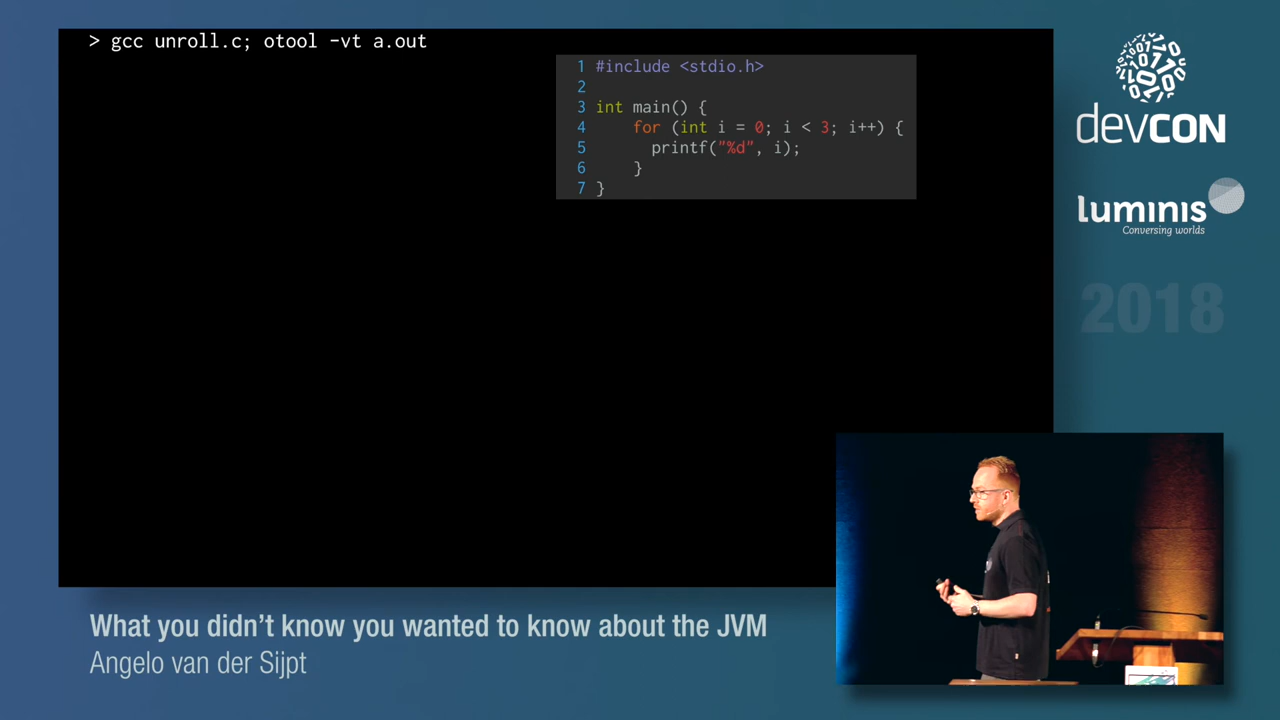 > gcc unroll.c; otool -vt a.out
1 #include <stdio.h>
2
3 int main() {
4 for (int i = 0; i < 3; i++) {
5 printf("%d", i);
6 }
7 }
devcon
luminis
Conversing worlds
2018
What you didn't know you wanted to know about the JVM
Angelo van der Sijpt